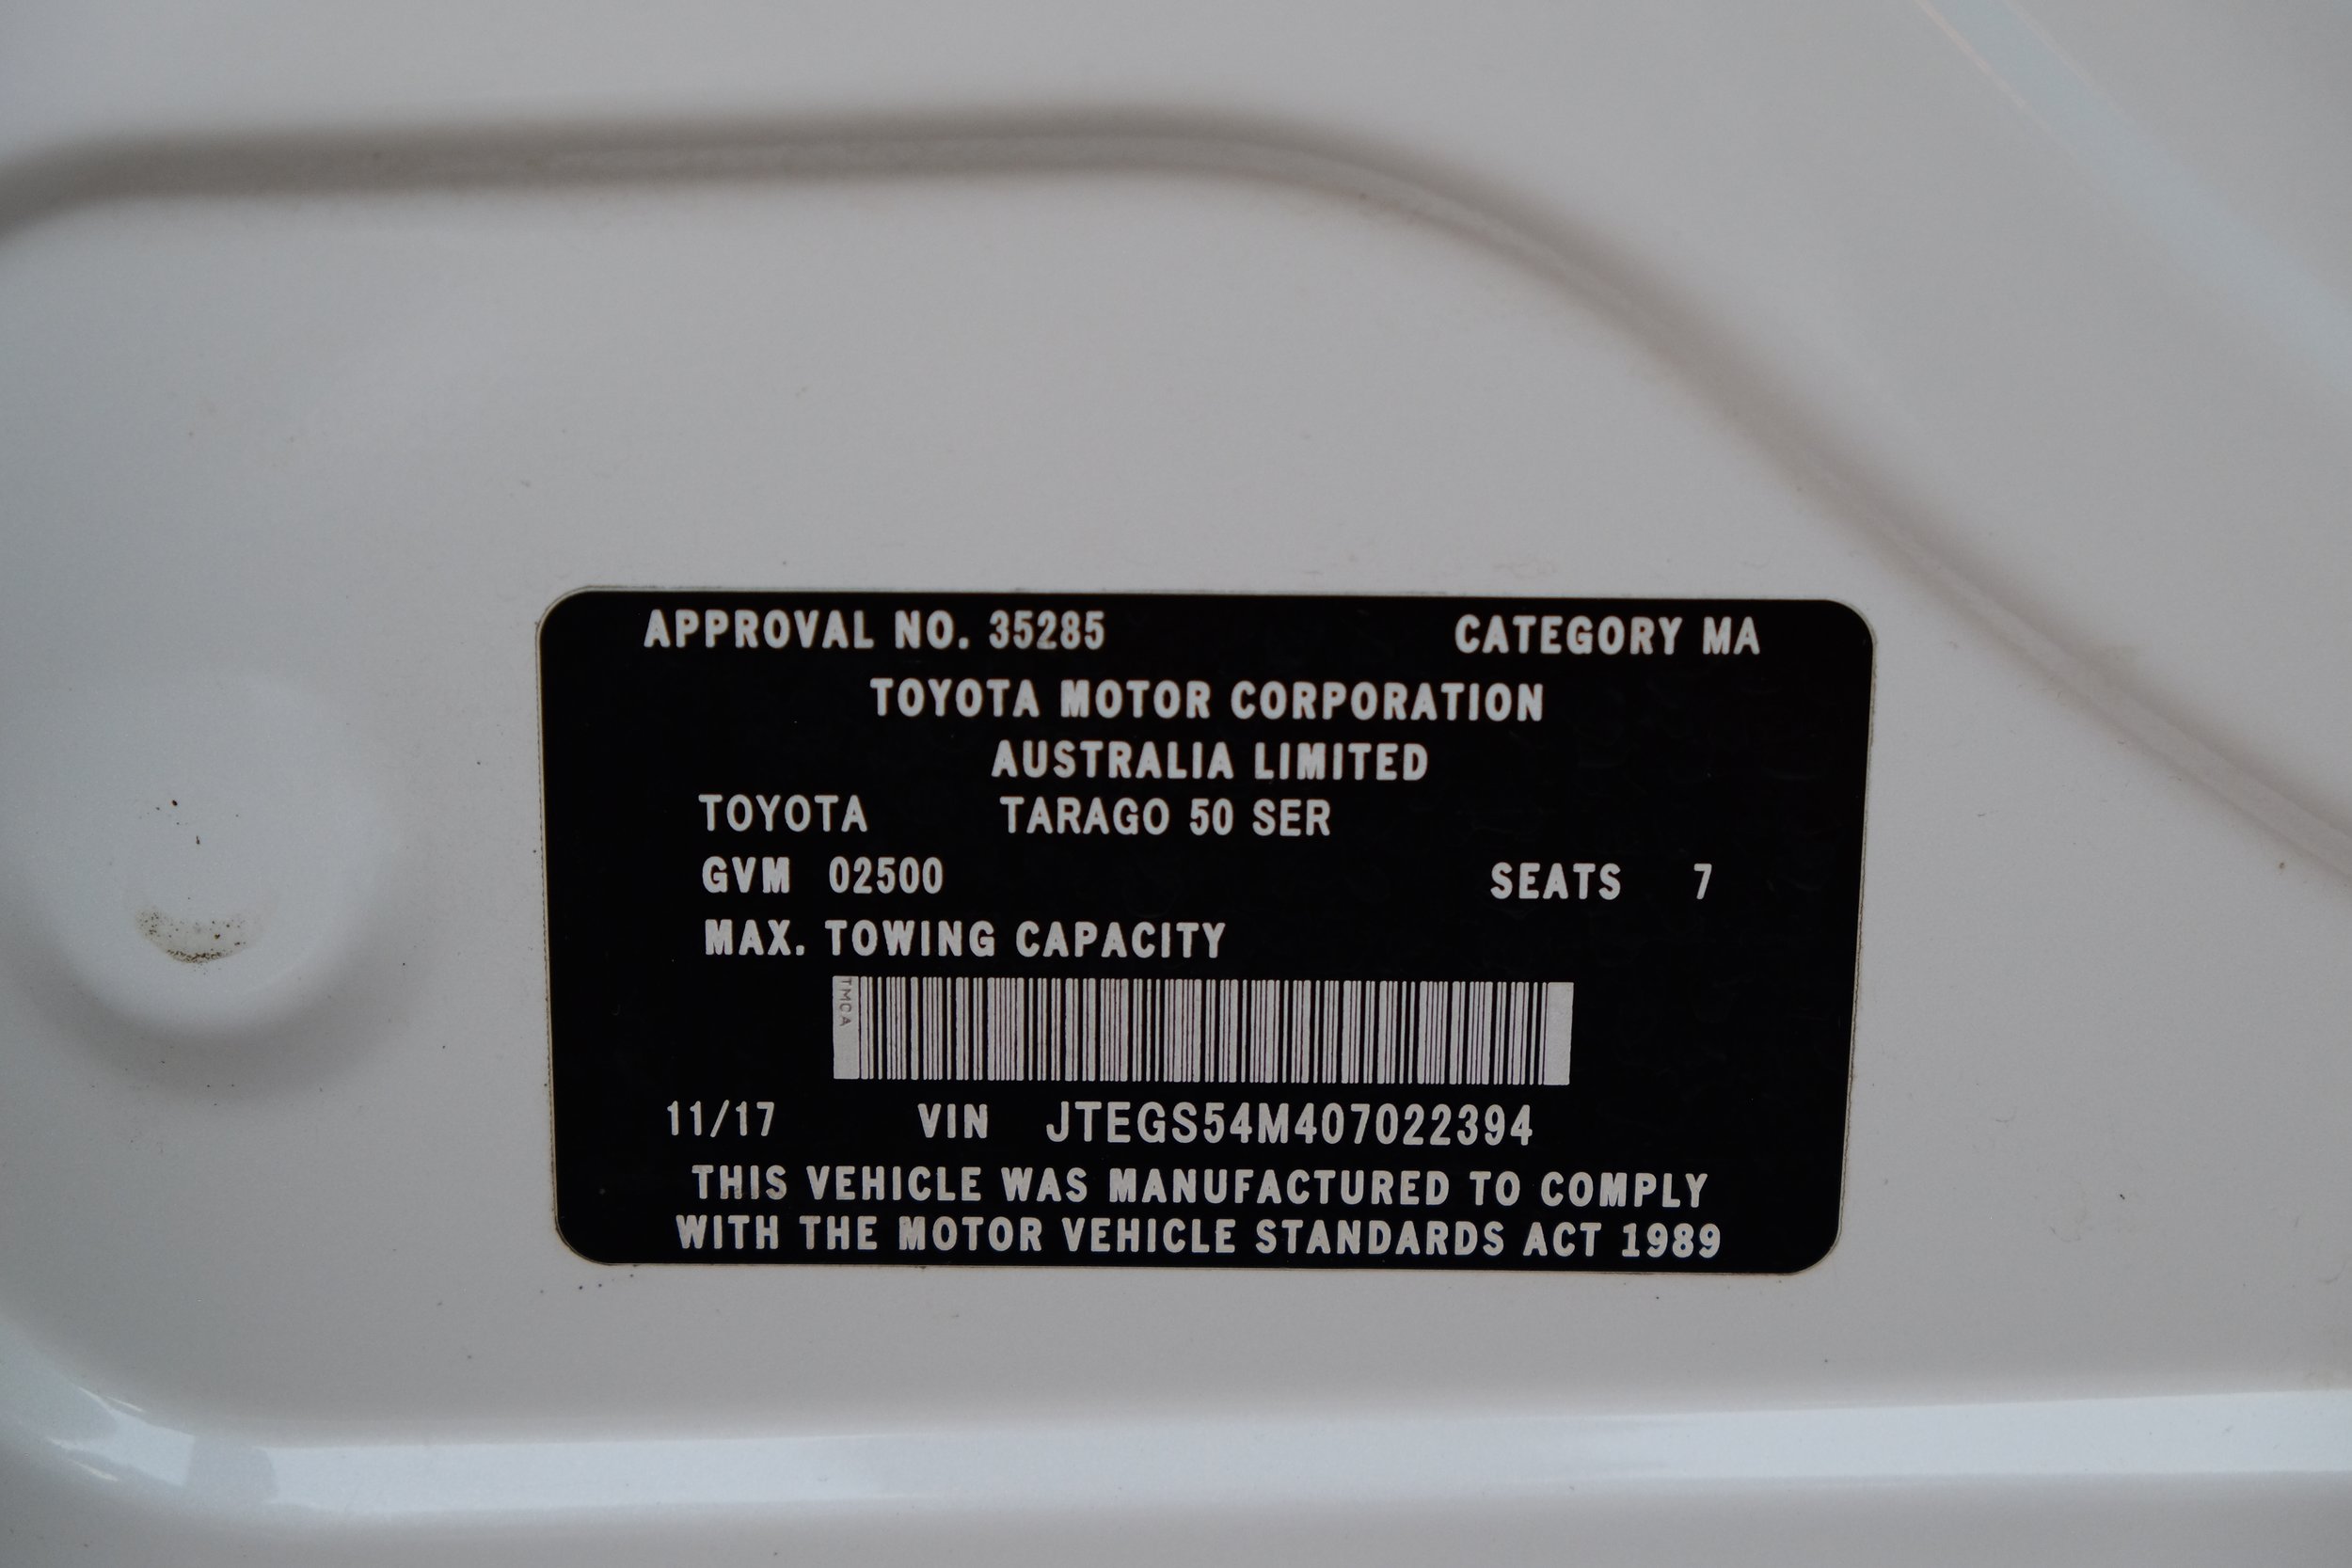 APPROVAL NO. 35285 CATEGORY MA
TOYOTA MOTOR CORPORATION
AUSTRALIA LIMITED
TOYOTA TARAGO 50 SER
GVM 02500 SEATS 7
MAX. TOWING CAPACITY
TMCA
11/17 VIN JTEGS54M407022394
THIS VEHICLE WAS MANUFACTURED TO COMPLY
WITH THE MOTOR VEHICLE STANDARDS ACT 1989